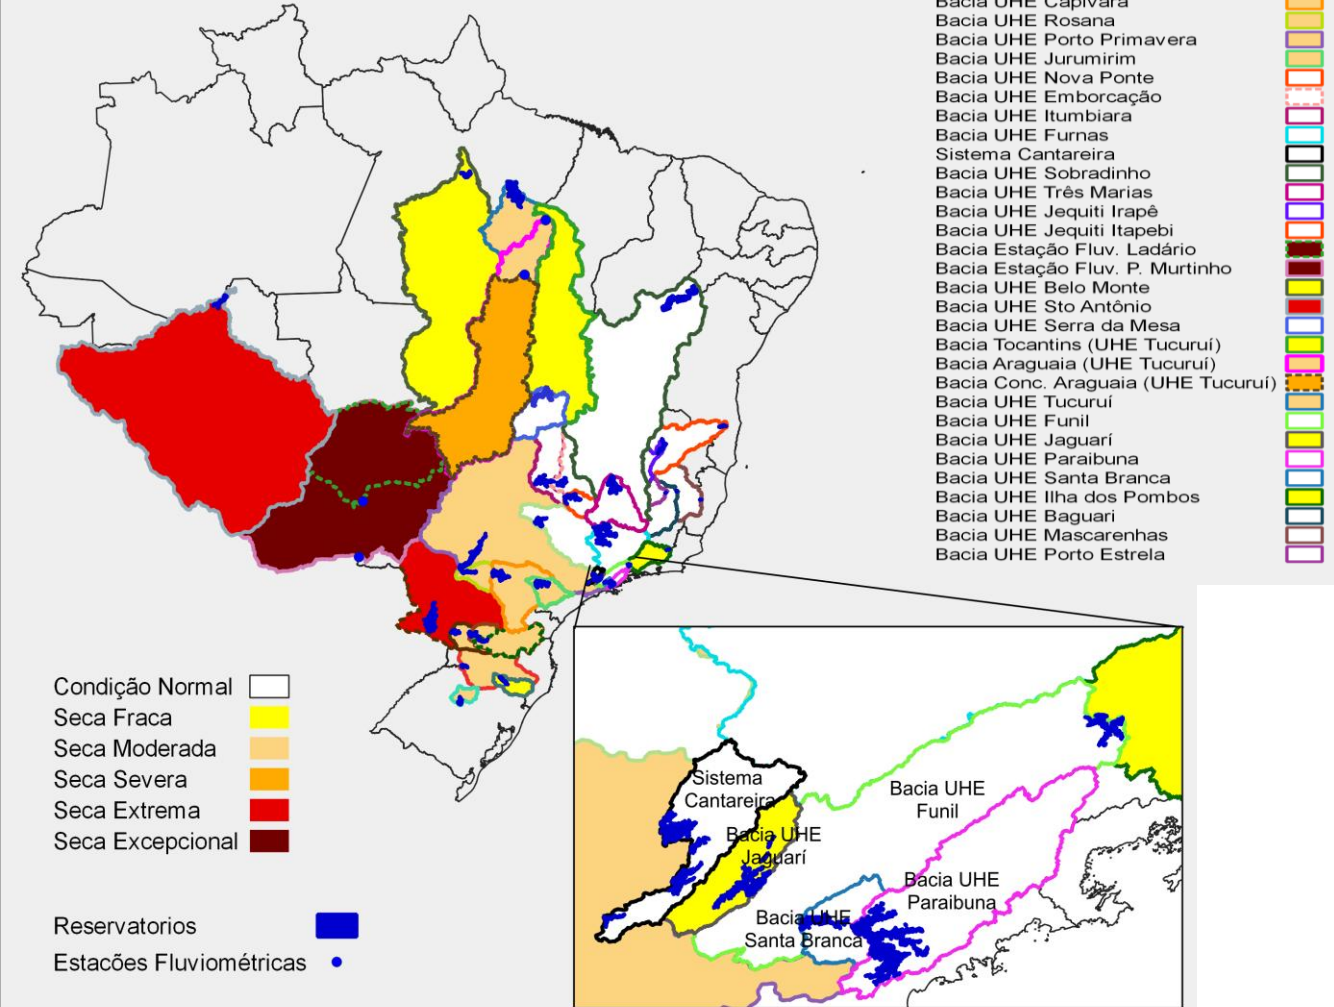 Bacia UHE Capivara
Bacia UHE Rosana
Bacia UHE Porto Primavera
Bacia UHE Jurumirim
Bacia UHE Nova Ponte
Bacia UHE Emborcação
Bacia UHE Itumbiara
Bacia UHE Furnas
Sistema Cantareira
Bacia UHE Sobradinho
Bacia UHE Três Marias
Bacia UHE Jequiti Irapê
Bacia UHE Jequiti Itapebi
Bacia Estação Fluv. Ladário
Bacia Estação Fluv. P. Murtinho
Bacia UHE Belo Monte
Bacia UHE Sto Antônio
Bacia UHE Serra da Mesa
Bacia Tocantins (UHE Tucuruí)
Bacia Araguaia (UHE Tucuruí)
Bacia Conc. Araguaia (UHE Tucuruí)
Bacia UHE Tucuruí
Bacia UHE Funil
Bacia UHE Jaguarí
Bacia UHE Paraibuna
Bacia UHE Santa Branca
Bacia UHE Ilha dos Pombos
Bacia UHE Baguari
Bacia UHE Mascarenhas
Bacia UHE Porto Estrela
Condição Normal
Seca Fraca
Seca Moderada
Seca Severa
Seca Extrema
Seca Excepcional
Reservatorios
Estacões Fluviométricas
Sistema
Cantareira
Bacia UHE
Jaguarí
Bacia UHE
Funil
Bacia UHE
Paraibuna
Bacia UHE
Santa Branca